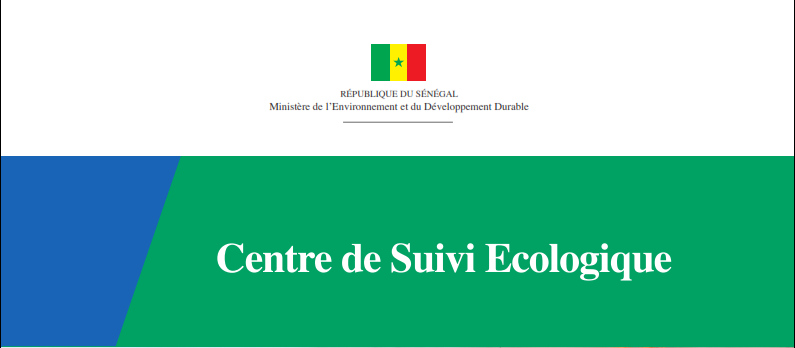 RÉPUBLIQUE DU SÉNÉGAL
Ministère de l'Environnement et du Développement Durable
Centre de Suivi Ecologique